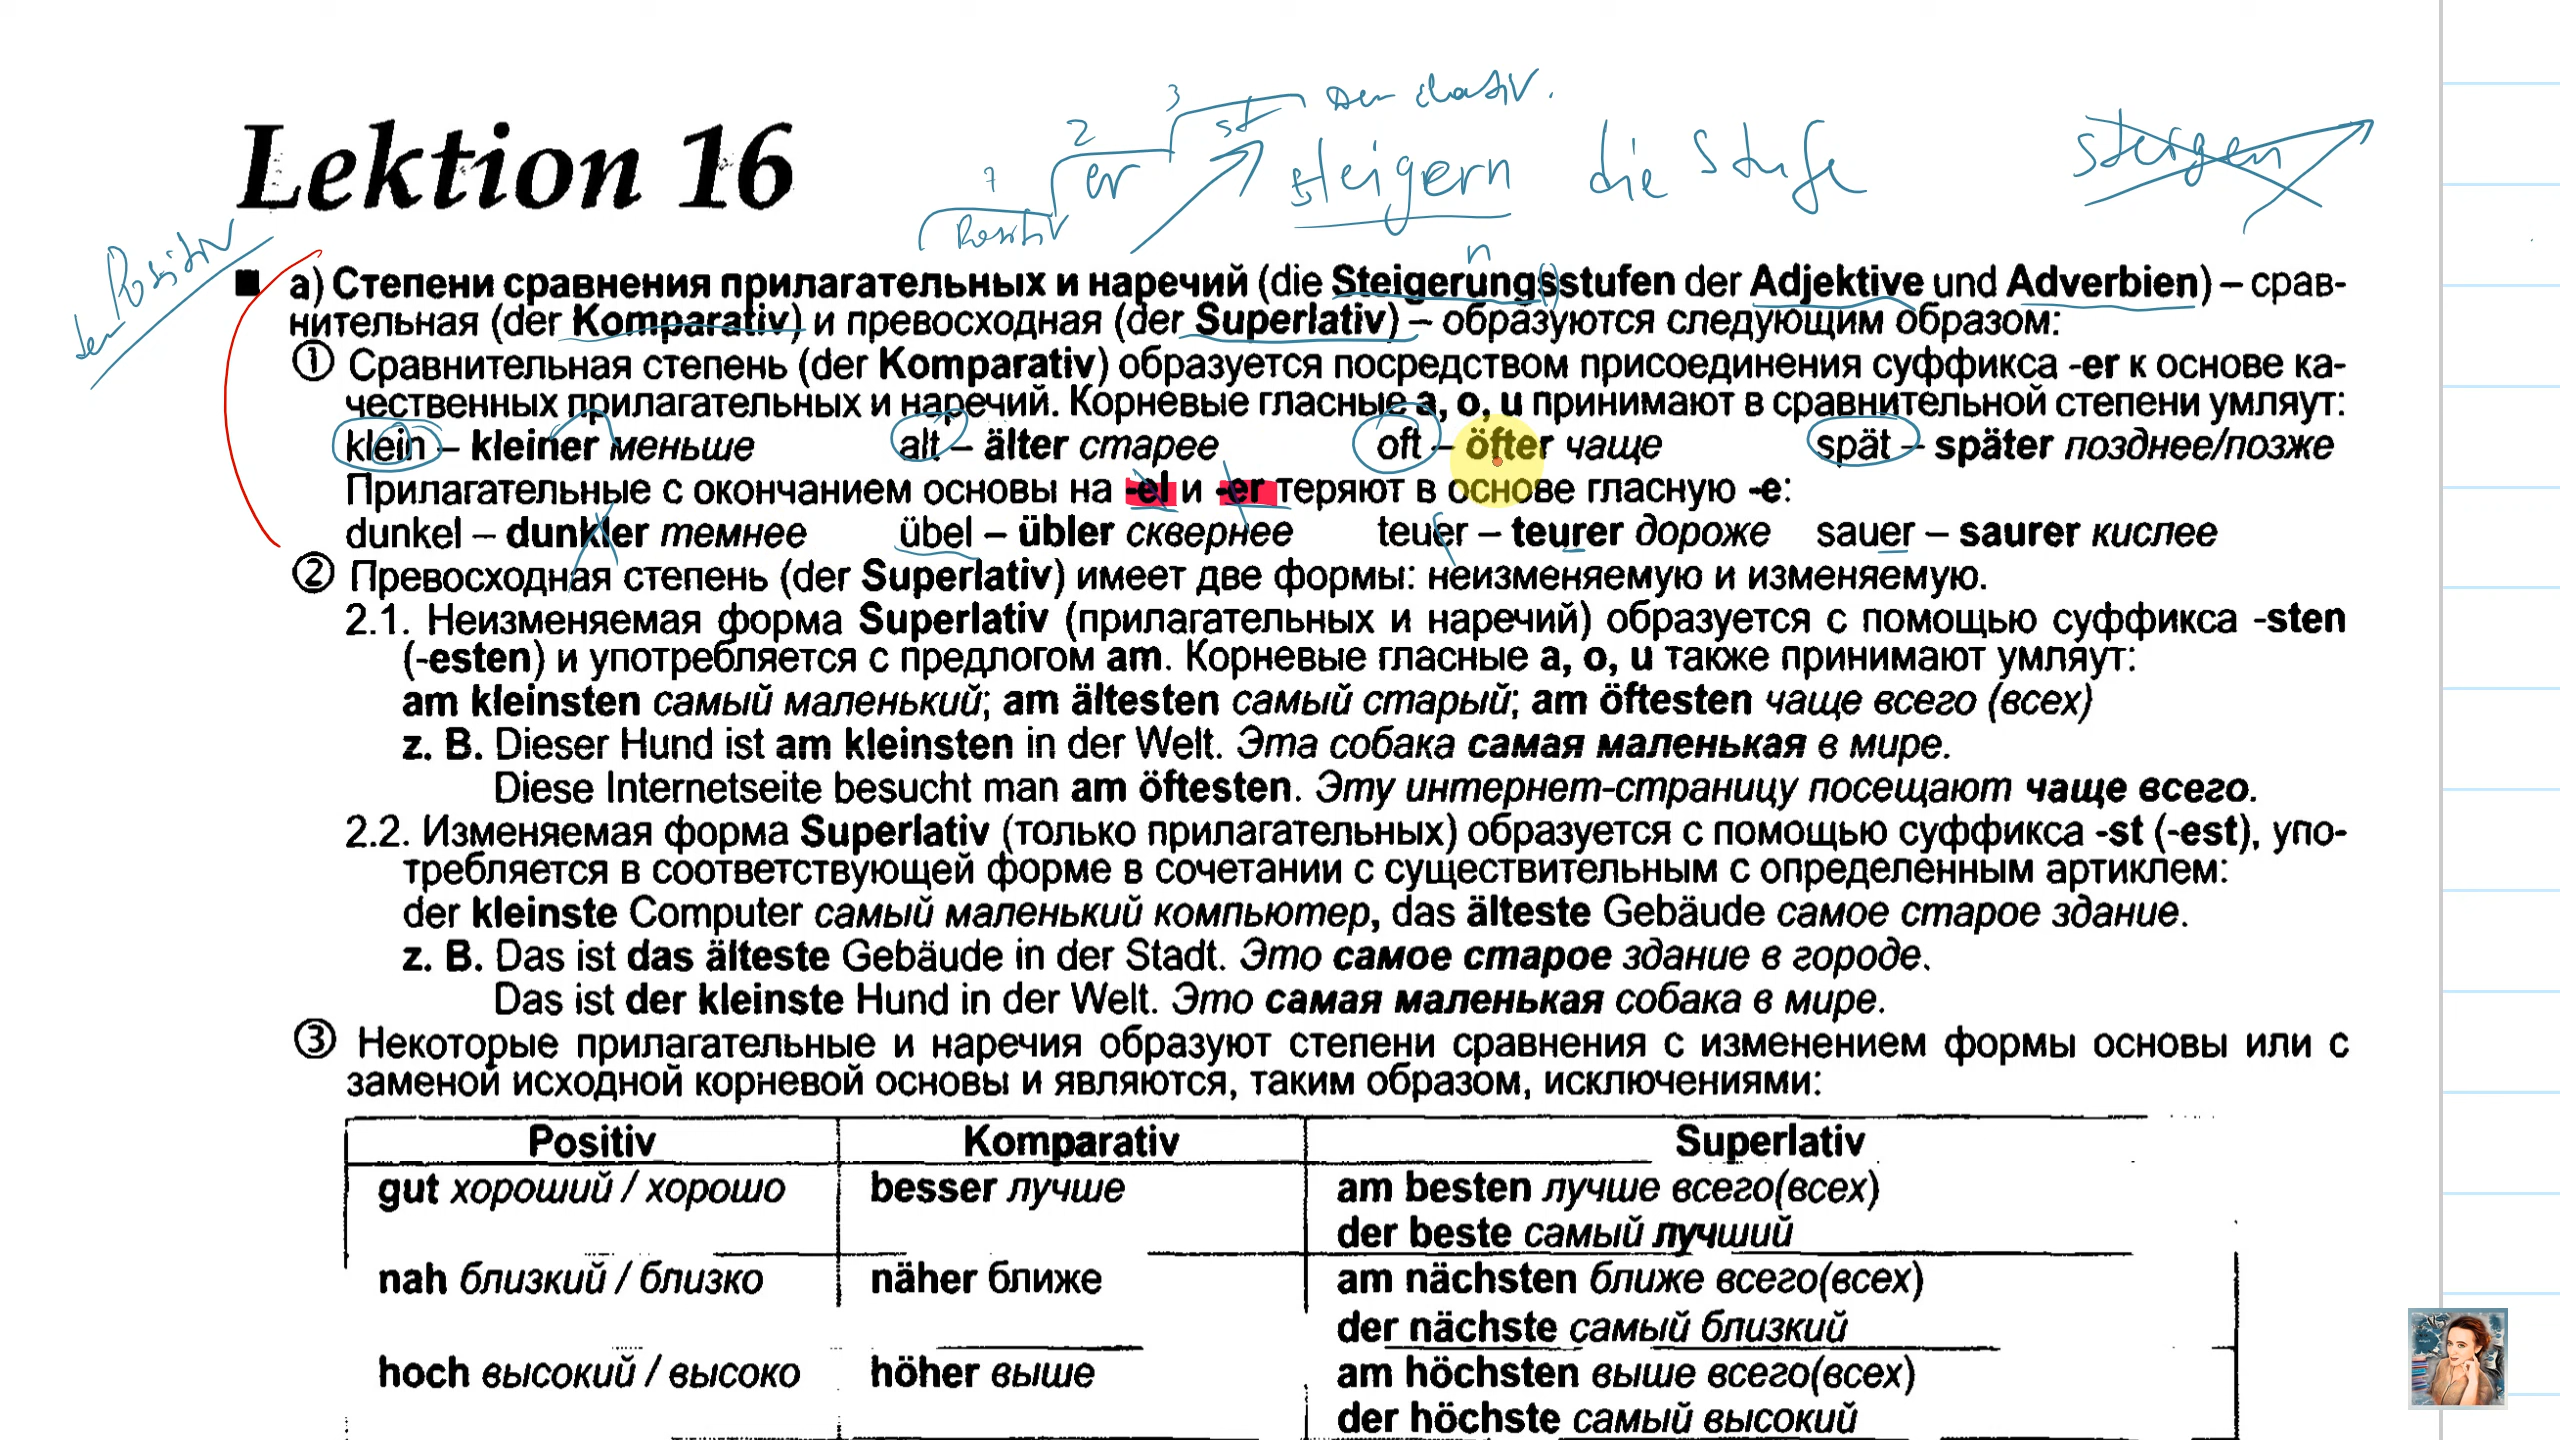 3
2 st
er steigern die Stufe steigen
Positiv
Lektion 16
der Positiv
n
■ а) Степени сравнения прилагательных и наречий (die Steigerungsstufen der Adjektive und Adverbien) – срав-
нительная (der Komparativ) и превосходная (der Superlativ) – образуются следующим образом:
① Сравнительная степень (der Komparativ) образуется посредством присоединения суффикса -er к основе ка-
чественных прилагательных и наречий. Корневые гласные a, o, u принимают в сравнительной степени умляут:
klein – kleiner меньше alt – älter старее oft – öfter чаще spät – später позднее/позже
Прилагательные с окончанием основы на -el и -er теряют в основе гласную -e:
dunkel – dunkler темнее übel – übler сквернее teuer – teurer дороже sauer – saurer кислее
② Превосходная степень (der Superlativ) имеет две формы: неизменяемую и изменяемую.
2.1. Неизменяемая форма Superlativ (прилагательных и наречий) образуется с помощью суффикса -sten
(-esten) и употребляется с предлогом am. Корневые гласные a, o, u также принимают умляут:
am kleinsten самый маленький; am ältesten самый старый; am öftesten чаще всего (всех)
z. B. Dieser Hund ist am kleinsten in der Welt. Эта собака самая маленькая в мире.
Diese Internetseite besucht man am öftesten. Эту интернет-страницу посещают чаще всего.
2.2. Изменяемая форма Superlativ (только прилагательных) образуется с помощью суффикса -st (-est), упо-
требляется в соответствующей форме в сочетании с существительным с определенным артиклем:
der kleinste Computer самый маленький компьютер, das älteste Gebäude самое старое здание.
z. B. Das ist das älteste Gebäude in der Stadt. Это самое старое здание в городе.
Das ist der kleinste Hund in der Welt. Это самая маленькая собака в мире.
③ Некоторые прилагательные и наречия образуют степени сравнения с изменением формы основы или с
заменой исходной корневой основы и являются, таким образом, исключениями:
Positiv Komparativ Superlativ
gut хороший / хорошо besser лучше am besten лучше всего(всех)
der beste самый лучший
nah близкий / близко näher ближе am nächsten ближе всего(всех)
der nächste самый близкий
hoch высокий / высоко höher выше am höchsten выше всего(всех)
der höchste самый высокий